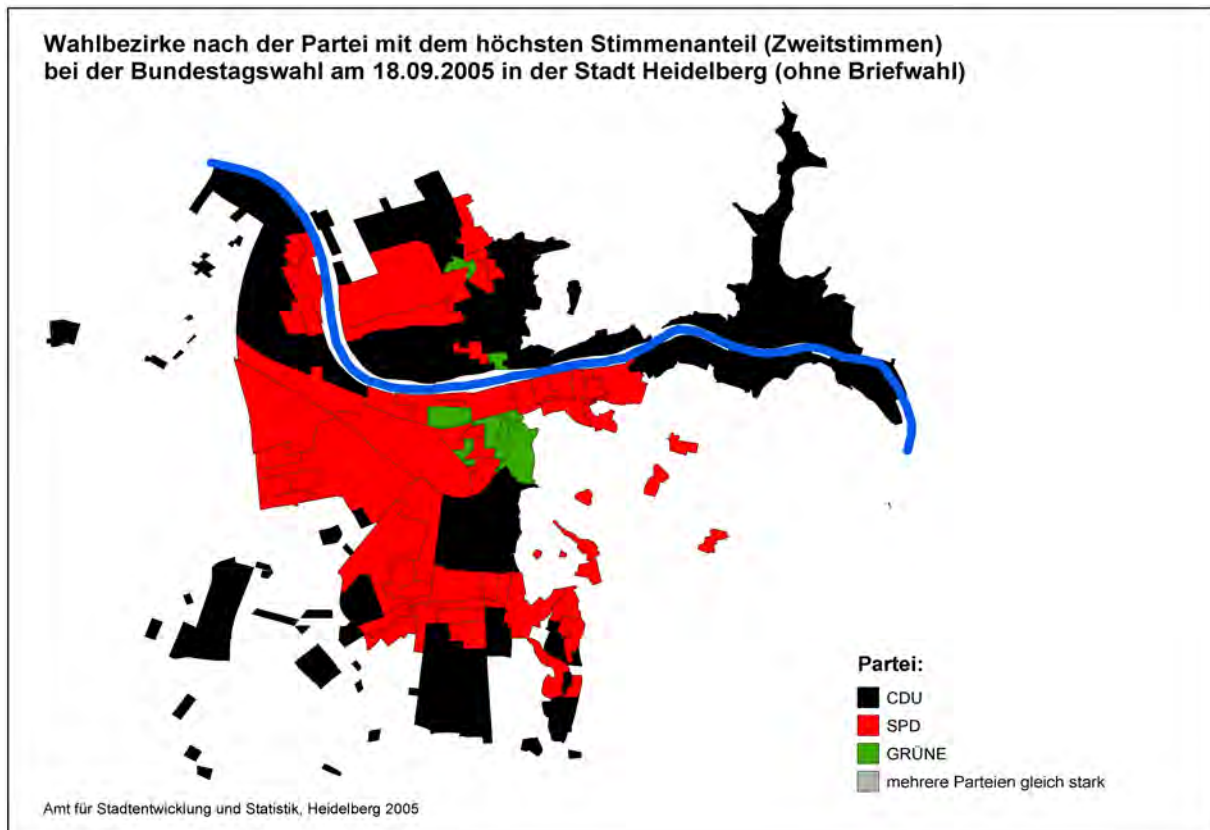 Wahlbezirke nach der Partei mit dem höchsten Stimmenanteil (Zweitstimmen)
bei der Bundestagswahl am 18.09.2005 in der Stadt Heidelberg (ohne Briefwahl)
Partei:
CDU
SPD
GRÜNE
mehrere Parteien gleich stark
Amt für Stadtentwicklung und Statistik, Heidelberg 2005